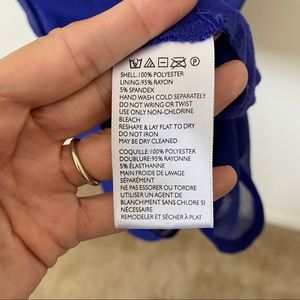 SHELL:100% POLYESTER
LINING:95% RAYON
5% SPANDEX
HAND WASH COLD SEPARATELY
DO NOT WRING OR TWIST
USE ONLY NON-CHLORINE
BLEACH
RESHAPE & LAY FLAT TO DRY
DO NOT IRON
MAY BE DRY CLEANED
COQUILLE:100% POLYESTER
DOUBLURE:95% RAYONNE
5% ÉLASTHANNE
MAIN FROIDE DE LAVAGE
SÉPARÉMENT
NE PAS ESSORER OU TORDRE
UTILISER UN AGENT DE
BLANCHIMENT SANS CHLORE SI
NÉCESSAIRE
REMODELER ET SÉCHER À PLAT